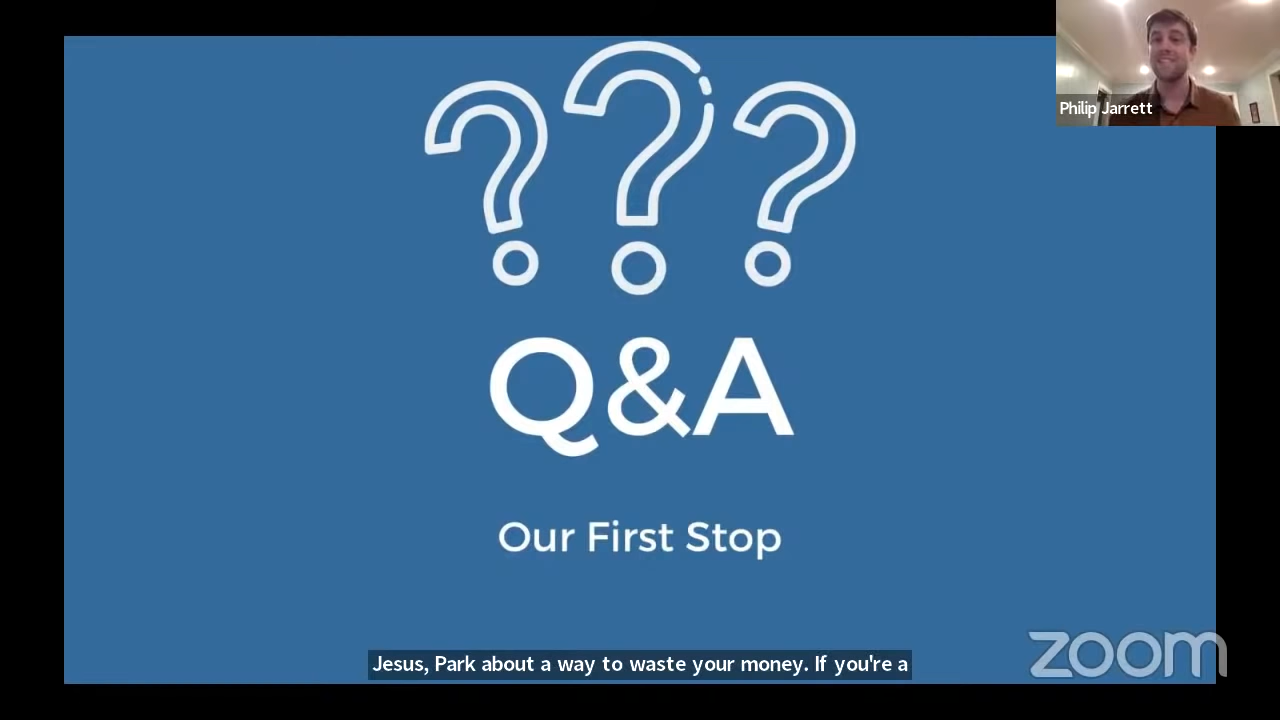 Philip Jarrett
???
Q&A
Our First Stop
Jesus, Park about a way to waste your money. If you're a
zoom